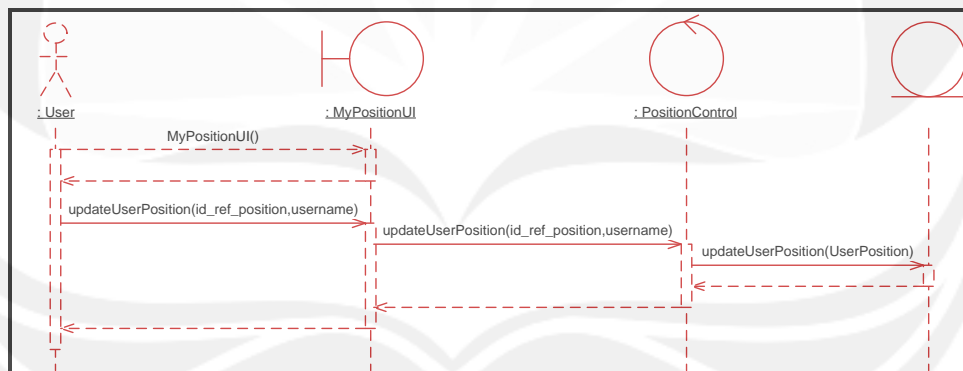 : User
: MyPositionUI
: PositionControl
MyPositionUI()
updateUserPosition(id_ref_position,username)
updateUserPosition(id_ref_position,username)
updateUserPosition(UserPosition)